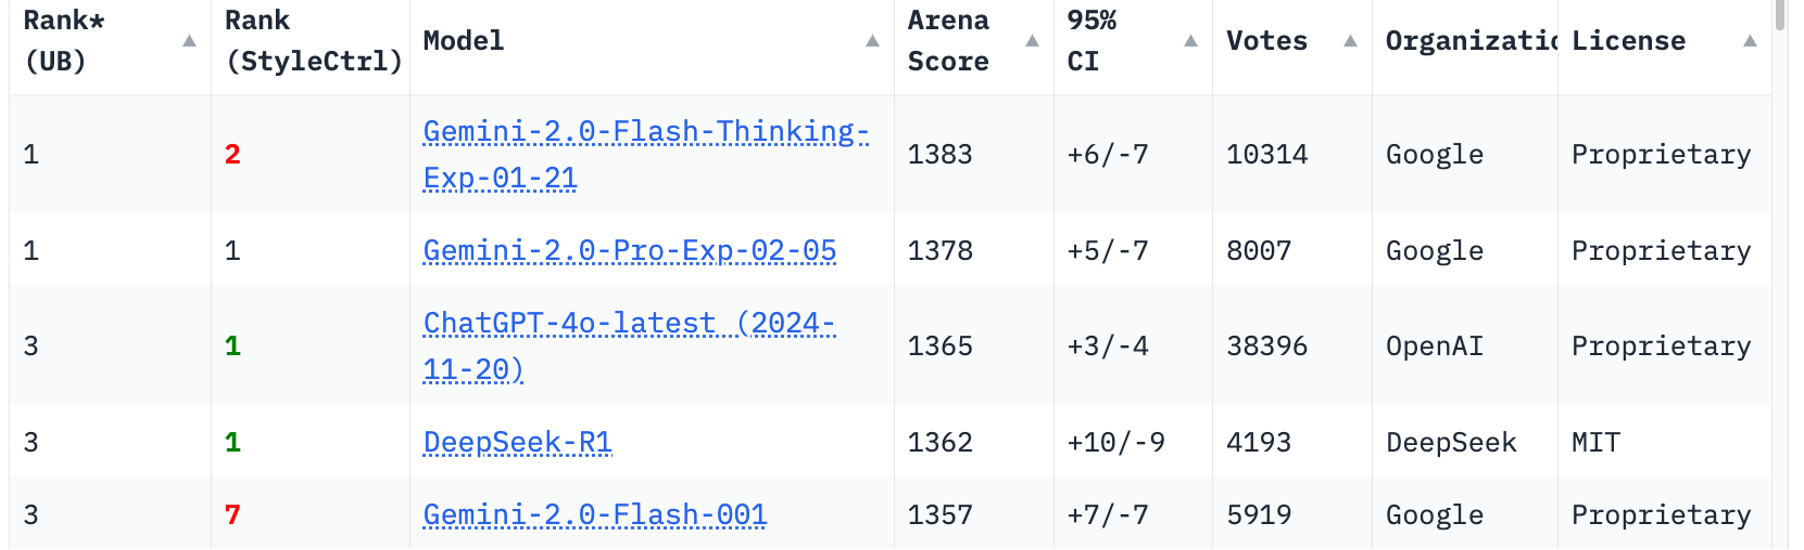 Rank* (UB) Rank (StyleCtrl) Model Arena Score 95% CI Votes Organizatio License
1 2 Gemini-2.0-Flash-Thinking-Exp-01-21 1383 +6/-7 10314 Google Proprietary
1 1 Gemini-2.0-Pro-Exp-02-05 1378 +5/-7 8007 Google Proprietary
3 1 ChatGPT-4o-latest (2024-11-20) 1365 +3/-4 38396 OpenAI Proprietary
3 1 DeepSeek-R1 1362 +10/-9 4193 DeepSeek MIT
3 7 Gemini-2.0-Flash-001 1357 +7/-7 5919 Google Proprietary